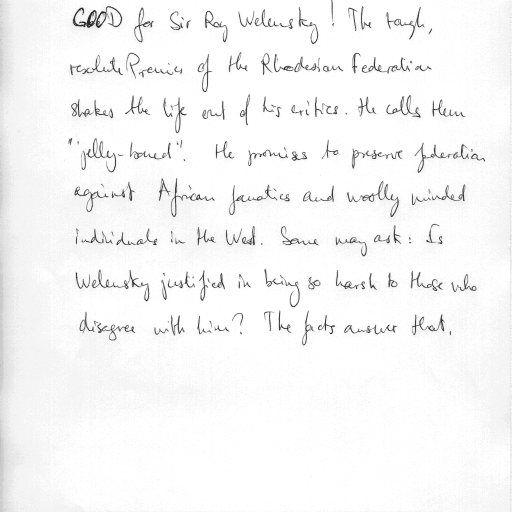 GOOD for Sir Roy Welensky! The tough,
resolute Premier of the Rhodesian Federation
shakes the life out of his critics. He calls them
"jelly-boned". He promises to preserve federation
against African fanatics and woolly minded
individuals in the West. Some may ask: Is
Welensky justified in being so harsh to those who
disagree with him? The facts answer that.